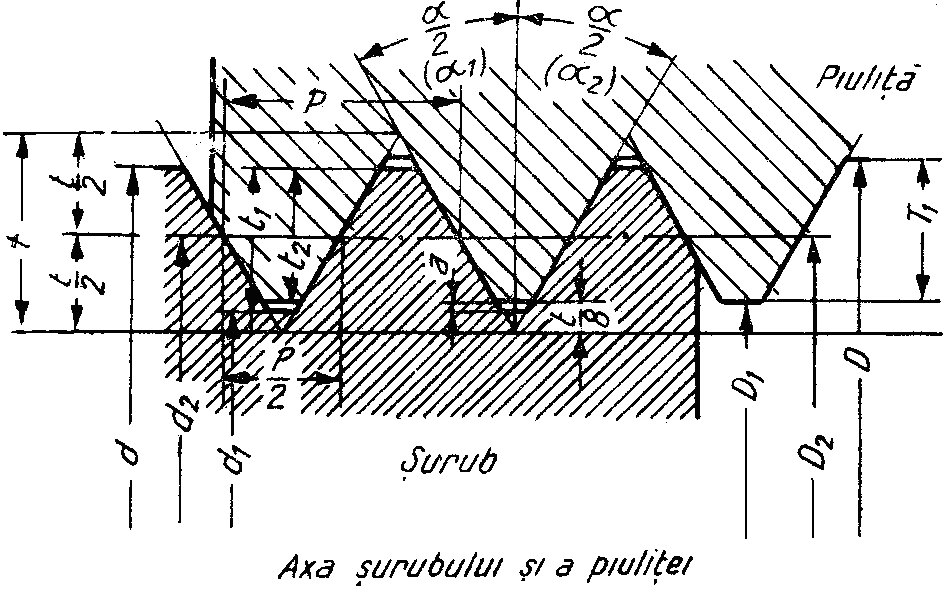 α/2 α/2
(α1) (α2)
Piuliță
P
t/2
t
t/2
t1
t2
a
t/8
T1
P/2
d
d2
d1
D1
D2
D
Șurub
Axa șurubului și a piuliței